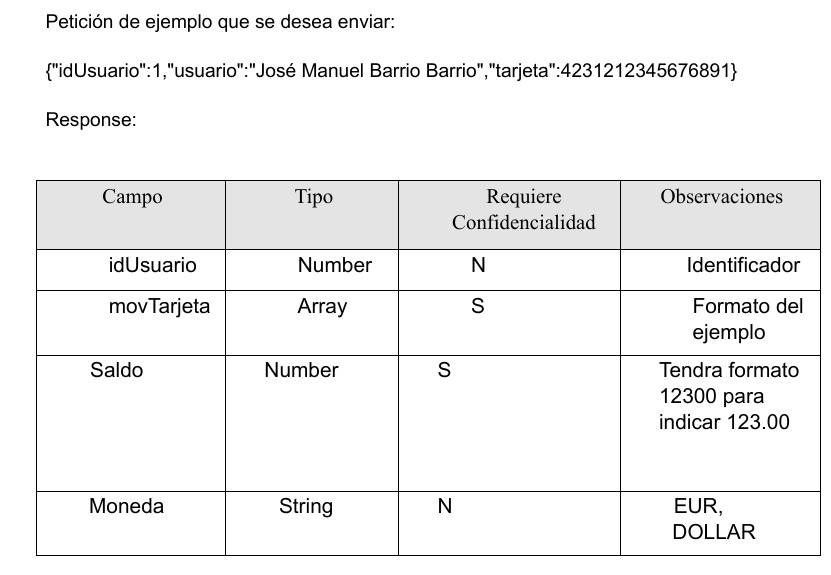 Petición de ejemplo que se desea enviar:
{"idUsuario":1,"usuario":"José Manuel Barrio Barrio","tarjeta":4231212345676891}
Response:
Campo Tipo Requiere Observaciones
Confidencialidad
idUsuario Number N Identificador
movTarjeta Array S Formato del
ejemplo
Saldo Number S Tendra formato
12300 para
indicar 123.00
Moneda String N EUR,
DOLLAR